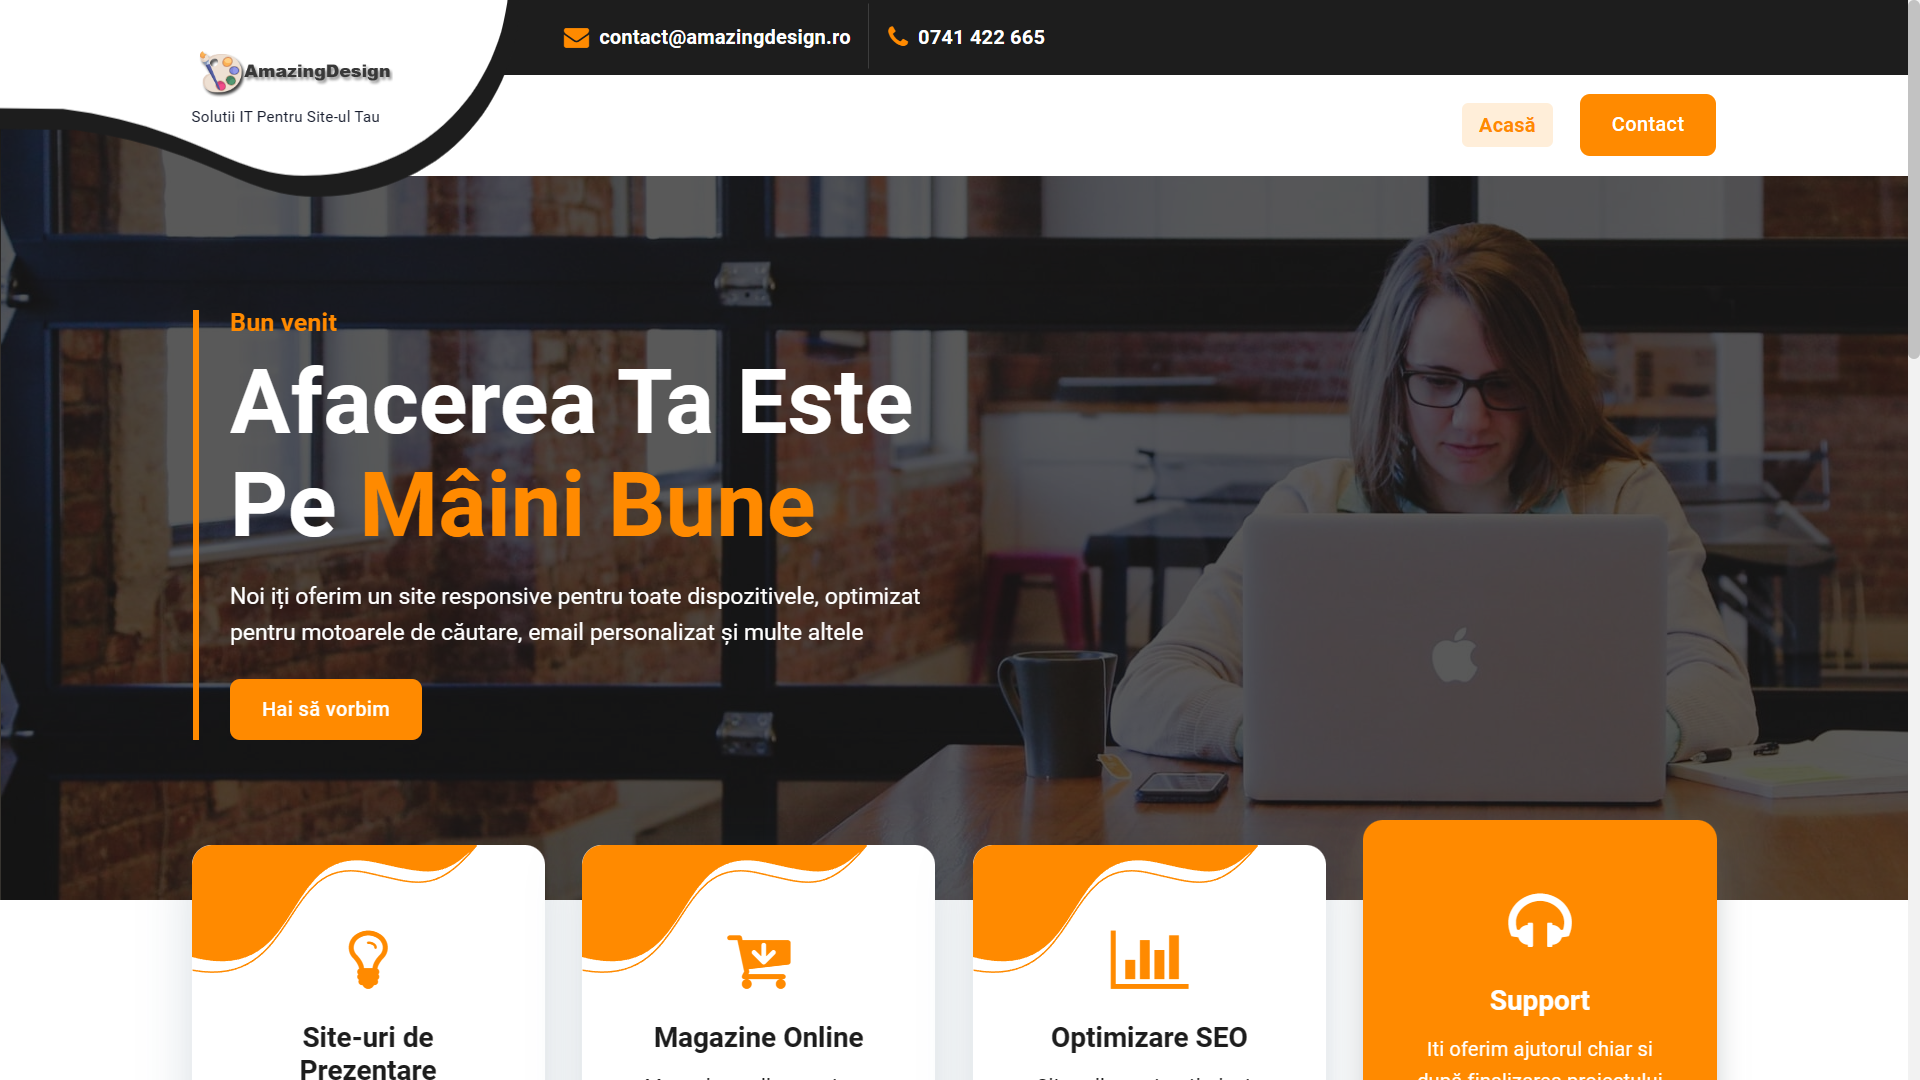 AmazingDesign
Solutii IT Pentru Site-ul Tau
contact@amazingdesign.ro
0741 422 665
Acasă
Contact
Bun venit
Afacerea Ta Este
Pe Mâini Bune
Noi iți oferim un site responsive pentru toate dispozitivele, optimizat
pentru motoarele de căutare, email personalizat și multe altele
Hai să vorbim
Site-uri de
Prezentare
Magazine Online
Optimizare SEO
Support
Iti oferim ajutorul chiar si
după finalizarea proiectului